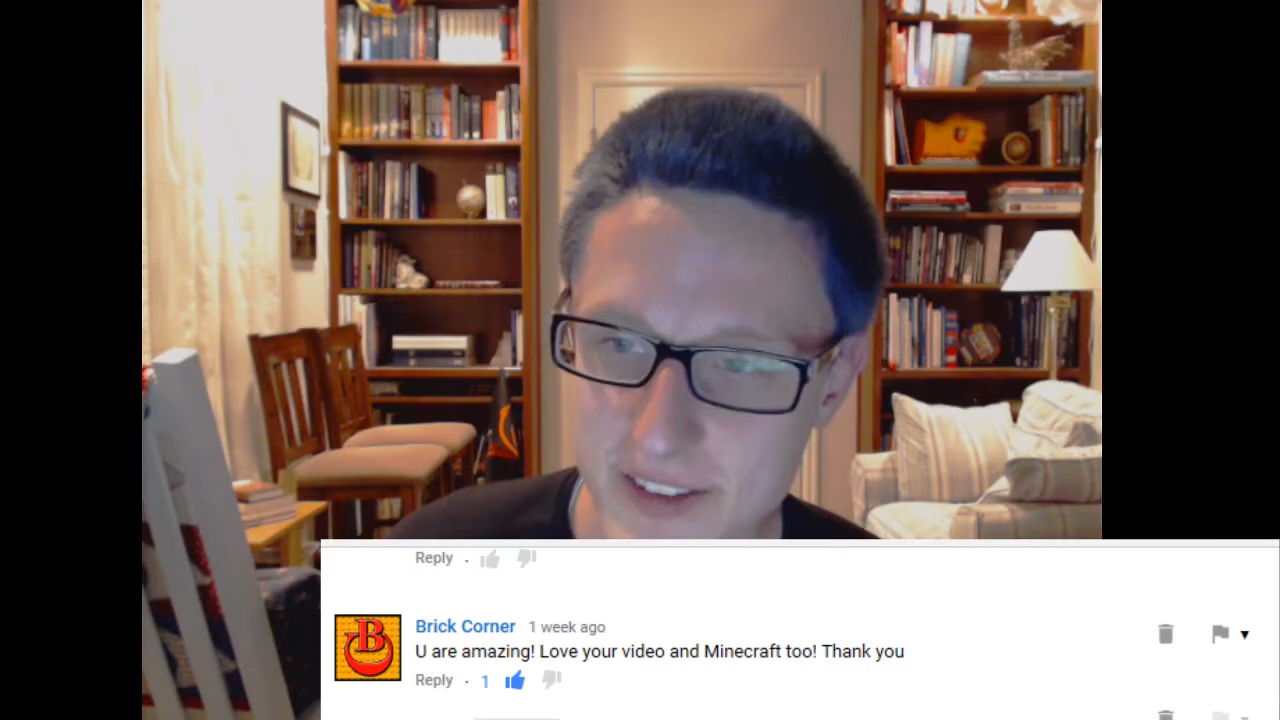 Reply
Brick Corner 1 week ago
B
U are amazing! Love your video and Minecraft too! Thank you
Reply 1